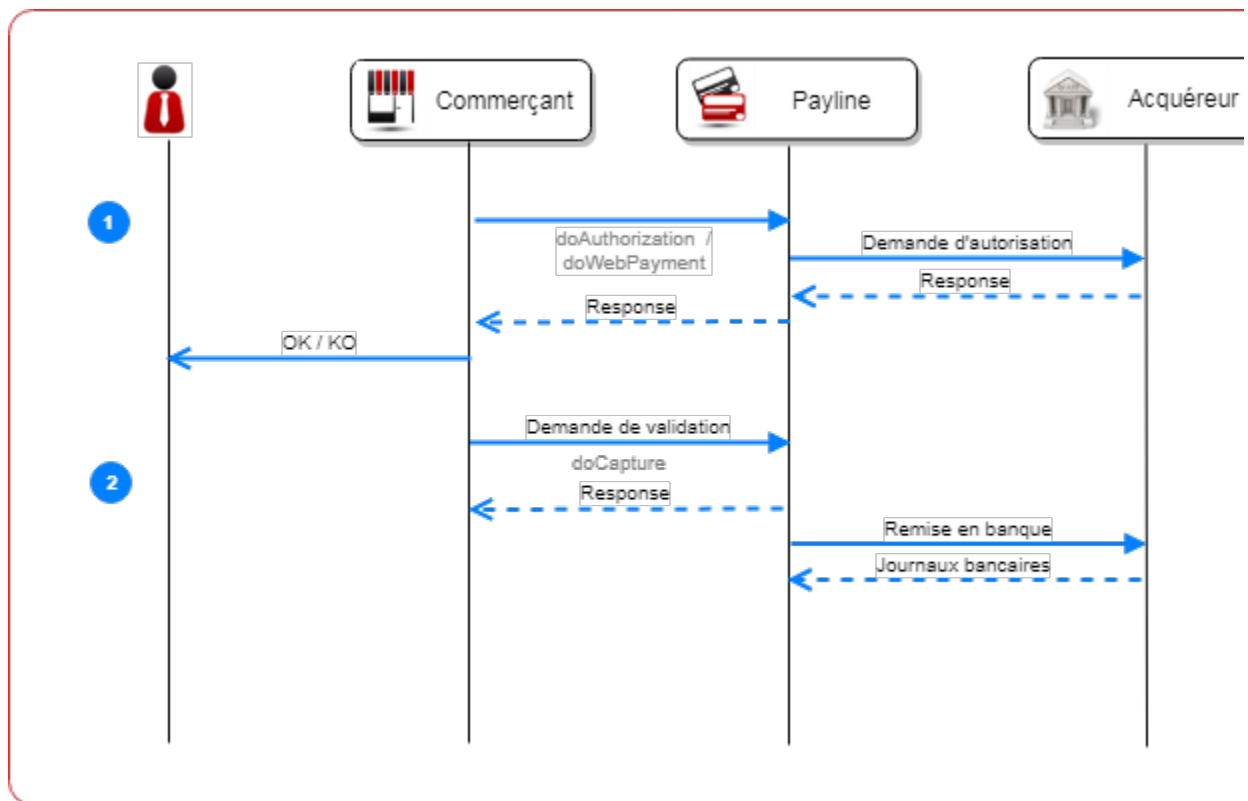 Commerçant
Payline
Acquéreur
1
doAuthorization /
doWebPayment
Demande d'autorisation
Response
Response
OK / KO
Demande de validation
doCapture
2
Response
Remise en banque
Journaux bancaires